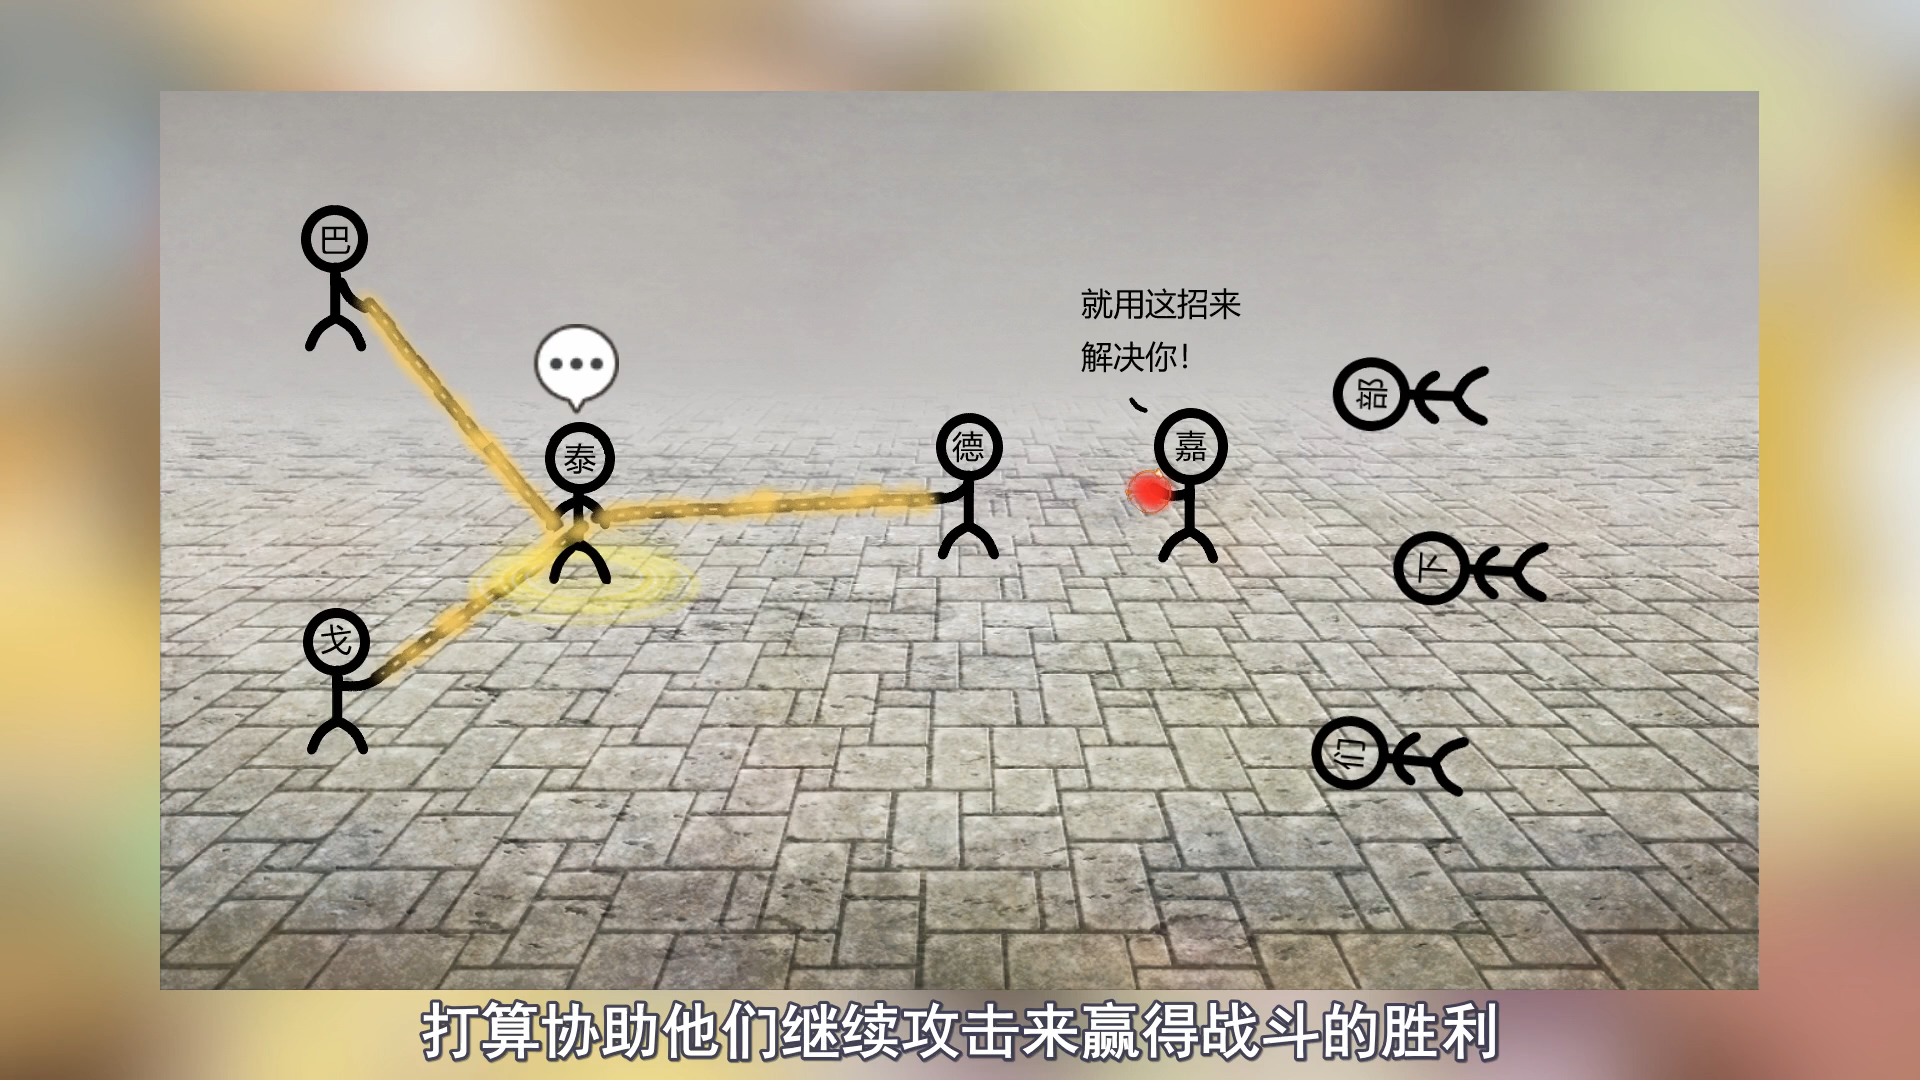 巴
就用这招来
解决你！
部
泰
德
嘉
下
戈
们
打算协助他们继续攻击来赢得战斗的胜利